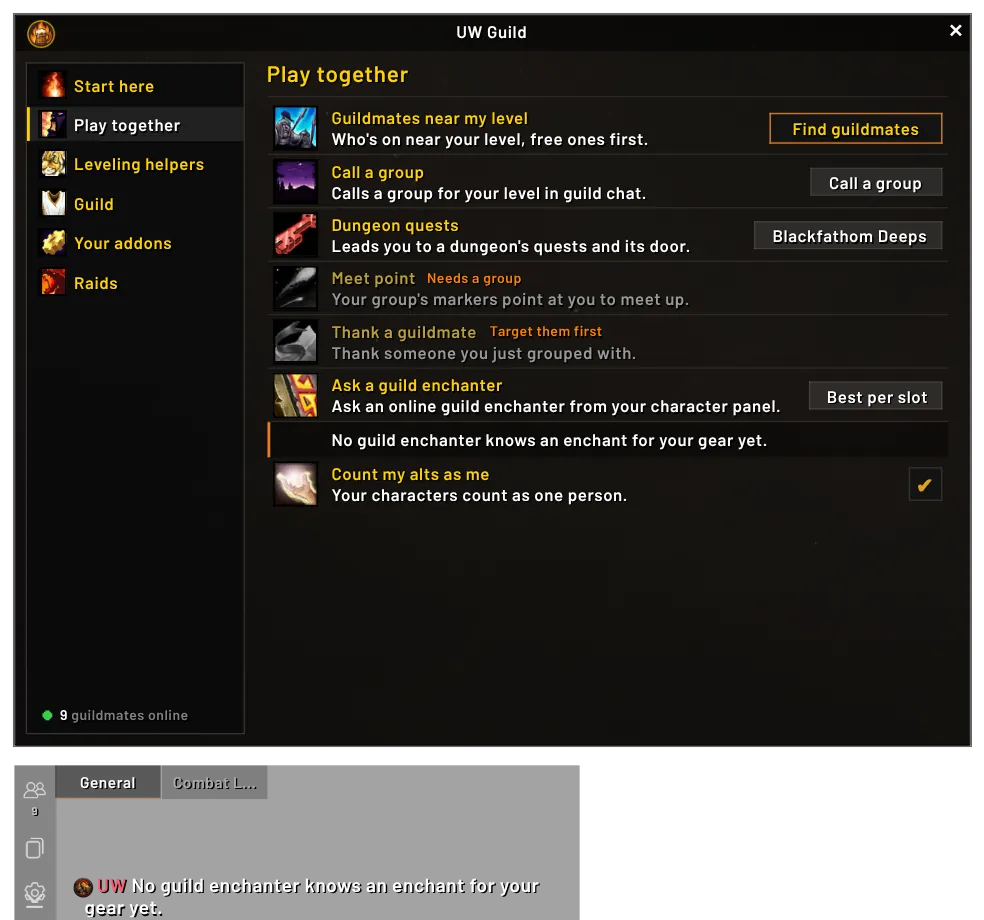 UW Guild
Start here
Play together
Leveling helpers
Guild
Your addons
Raids
9 guildmates online
Play together
Guildmates near my level
Who's on near your level, free ones first.
Find guildmates
Call a group
Calls a group for your level in guild chat.
Call a group
Dungeon quests
Leads you to a dungeon's quests and its door.
Blackfathom Deeps
Meet point Needs a group
Your group's markers point at you to meet up.
Thank a guildmate Target them first
Thank someone you just grouped with.
Ask a guild enchanter
Ask an online guild enchanter from your character panel.
Best per slot
No guild enchanter knows an enchant for your gear yet.
Count my alts as me
Your characters count as one person.
General
Combat L...
9
UW No guild enchanter knows an enchant for your
gear yet.